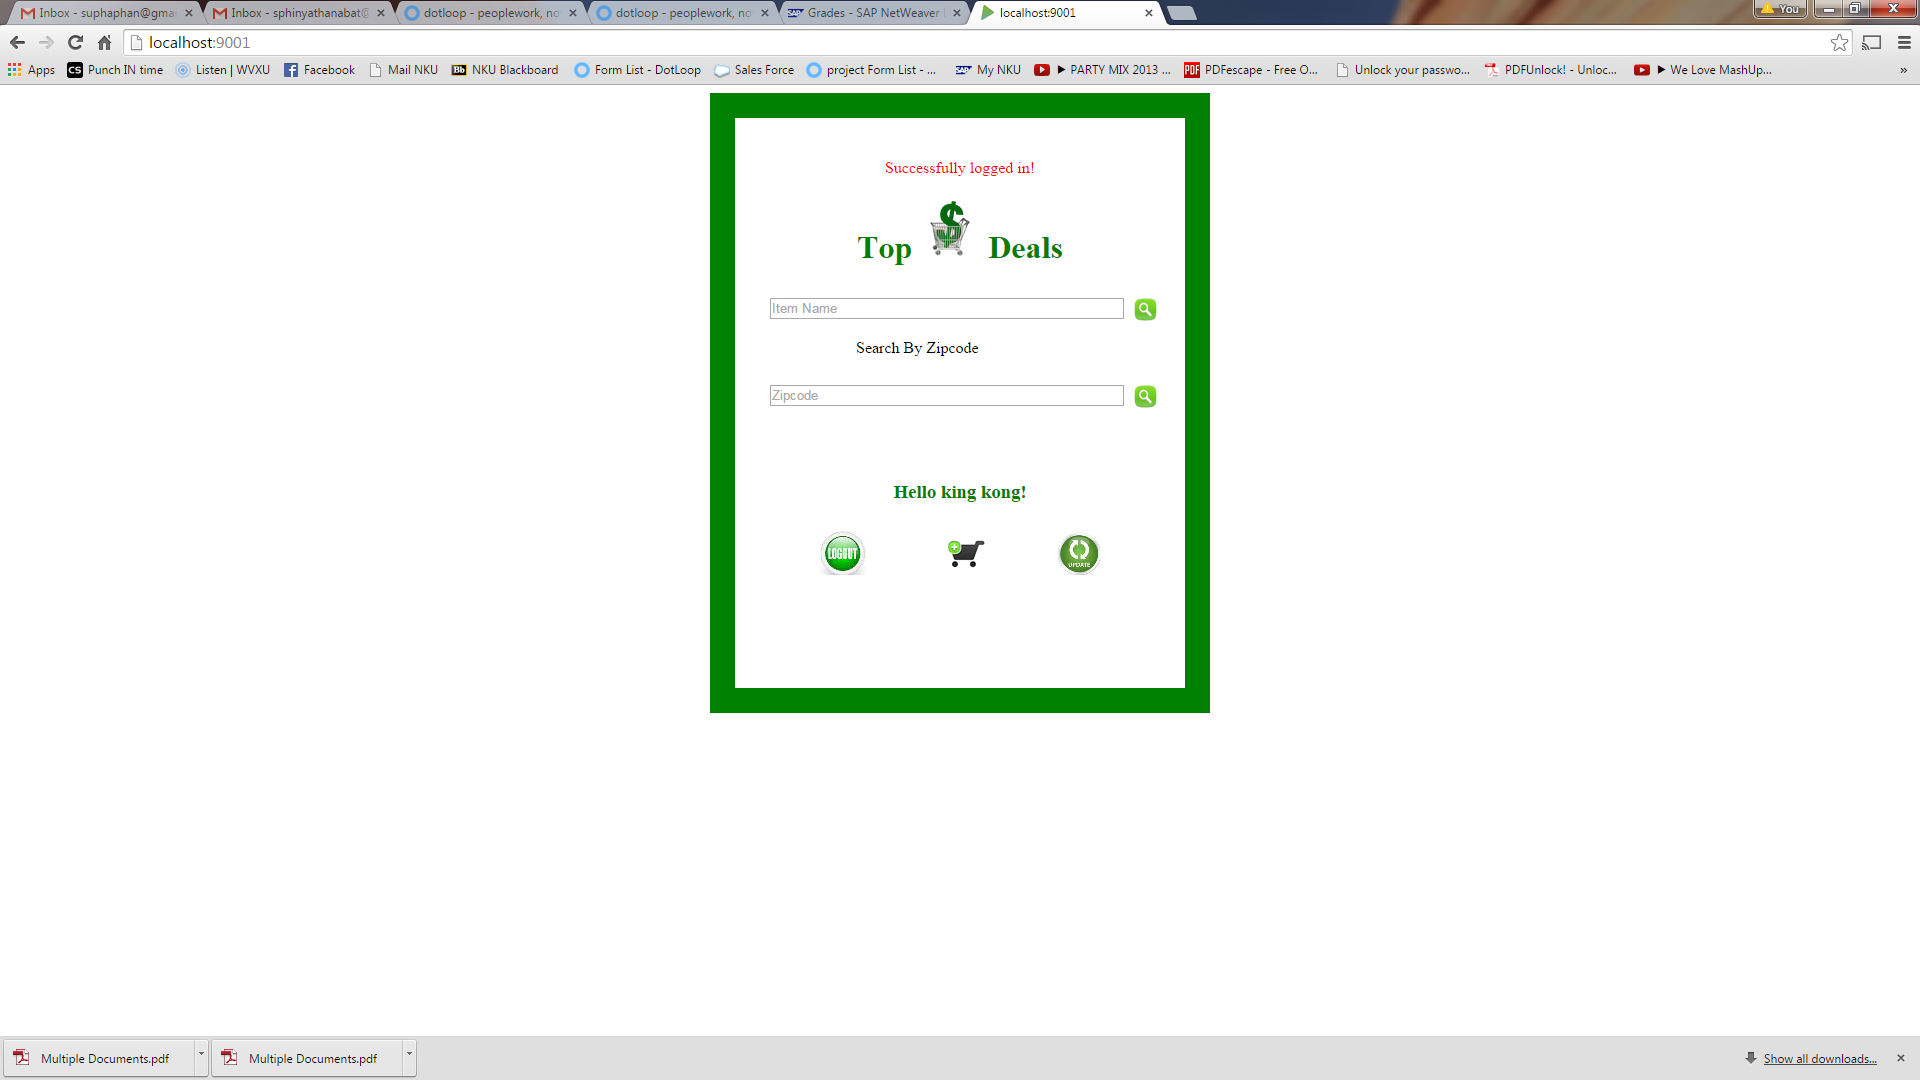 Inbox - suphaphan@gma
Inbox - sphinyathanabat@
dotloop - peoplework, no
dotloop - peoplework, no
Grades - SAP NetWeaver
localhost:9001
You
localhost:9001
Apps
CS Punch IN time
Listen | WVXU
Facebook
Mail NKU
Bb NKU Blackboard
Form List - DotLoop
Sales Force
project Form List - ...
SAP My NKU
► PARTY MIX 2013 ...
PDF PDFescape - Free O...
Unlock your passwo...
PDFUnlock! - Unloc...
► We Love MashUp...
»
Successfully logged in!
Top $ Deals
Item Name
Search By Zipcode
Zipcode
Hello king kong!
LOGOUT
UPDATE
Multiple Documents.pdf
Multiple Documents.pdf
Show all downloads...